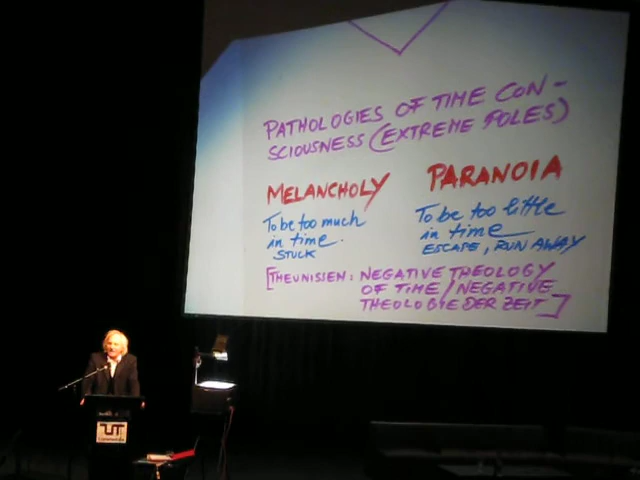 PATHOLOGIES OF TIME CON-
SCIOUSNESS (EXTREME POLES)
MELANCHOLY
To be too much
in time.
STUCK
PARANOIA
To be too little
in time
ESCAPE, RUN AWAY
[THEUNISSEN: NEGATIVE THEOLOGY
OF TIME/NEGATIVE
THEOLOGIE DER ZEIT]
UT